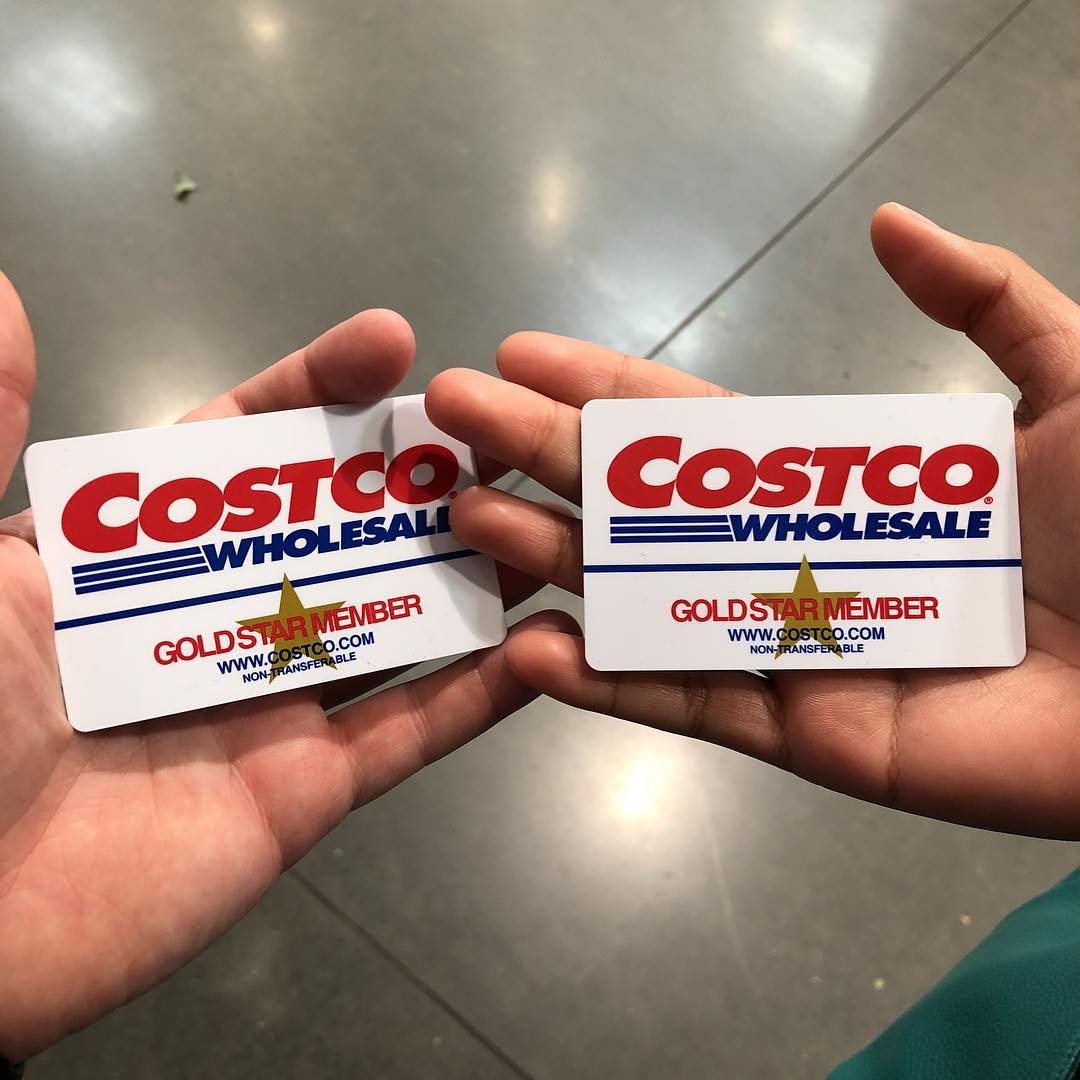 COSTCO
WHOLESALE
GOLD STAR MEMBER
WWW.COSTCO.COM
NON-TRANSFERABLE
COSTCO®
WHOLESALE
GOLD STAR MEMBER
WWW.COSTCO.COM
NON-TRANSFERABLE